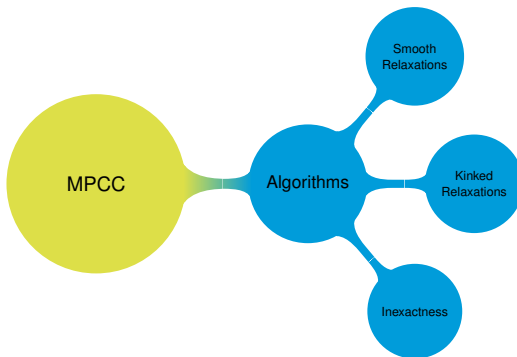 MPCC
Algorithms
Smooth
Relaxations
Kinked
Relaxations
Inexactness